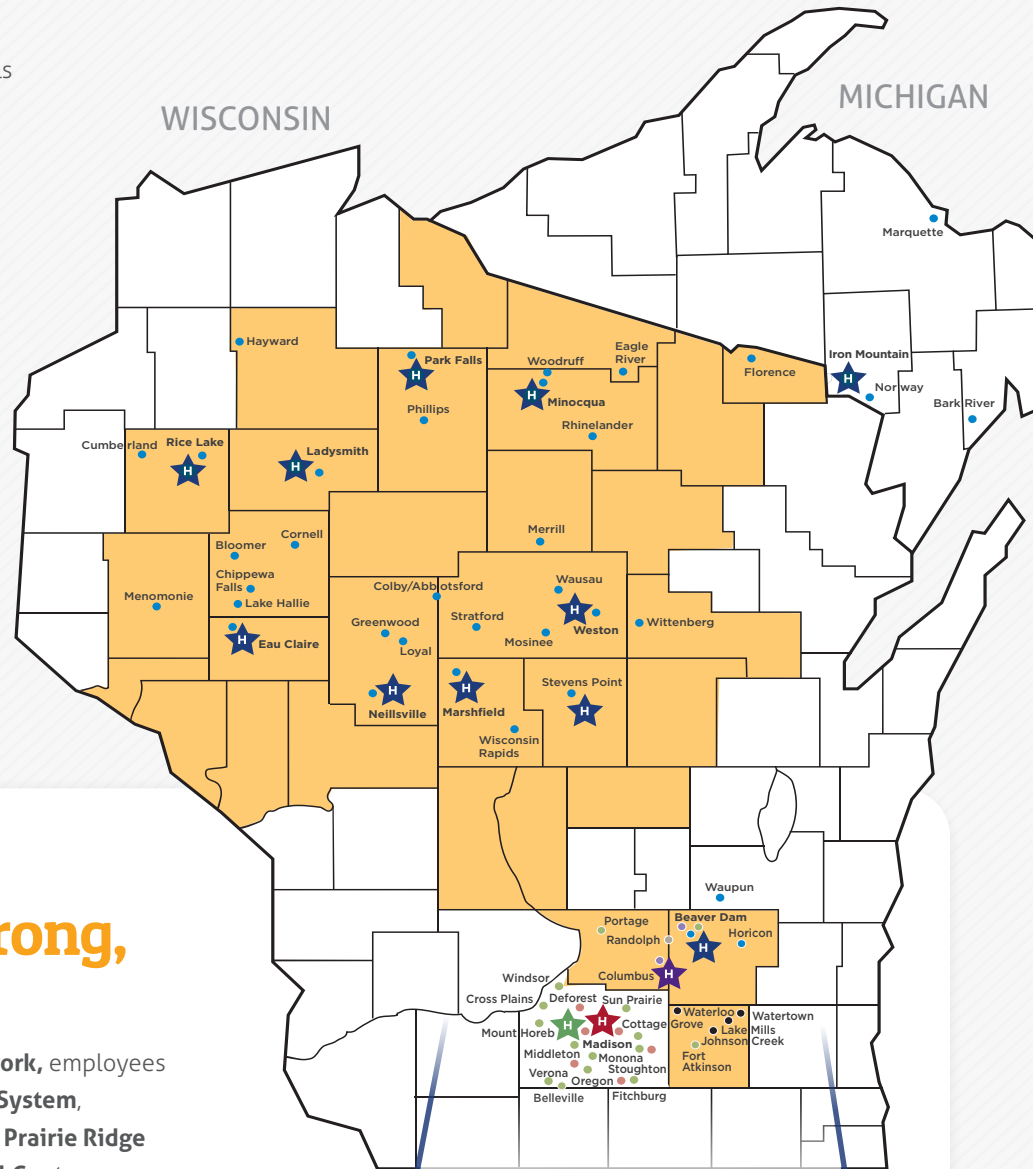 WISCONSIN
MICHIGAN
Marquette
Hayward
Park Falls
H
Woodruff
Eagle
River
Florence
Iron Mountain
H
Norway
Bark River
H
Minocqua
Phillips
Rhinelander
Cumberland
Rice Lake
H
Ladysmith
H
Cornell
Bloomer
Merrill
Chippewa
Falls
Lake Hallie
Menomonie
Colby/Abbotsford
Wausau
H
Weston
Stratford
Mosinee
Wittenberg
Greenwood
Loyal
H
Eau Claire
H
Neillsville
H
Marshfield
Stevens Point
H
Wisconsin
Rapids
Waupun
Portage
Randolph
Beaver Dam
H
Horicon
Columbus
H
Windsor
Cross Plains
Deforest
Sun Prairie
Mount Horeb
H
H
Madison
Cottage
Grove
Waterloo
Watertown
Lake
Mills
Johnson
Creek
Middleton
Monona
Stoughton
Fort
Atkinson
Verona
Oregon
Belleville
Fitchburg
rong,
ork, employees
System,
Prairie Ridge